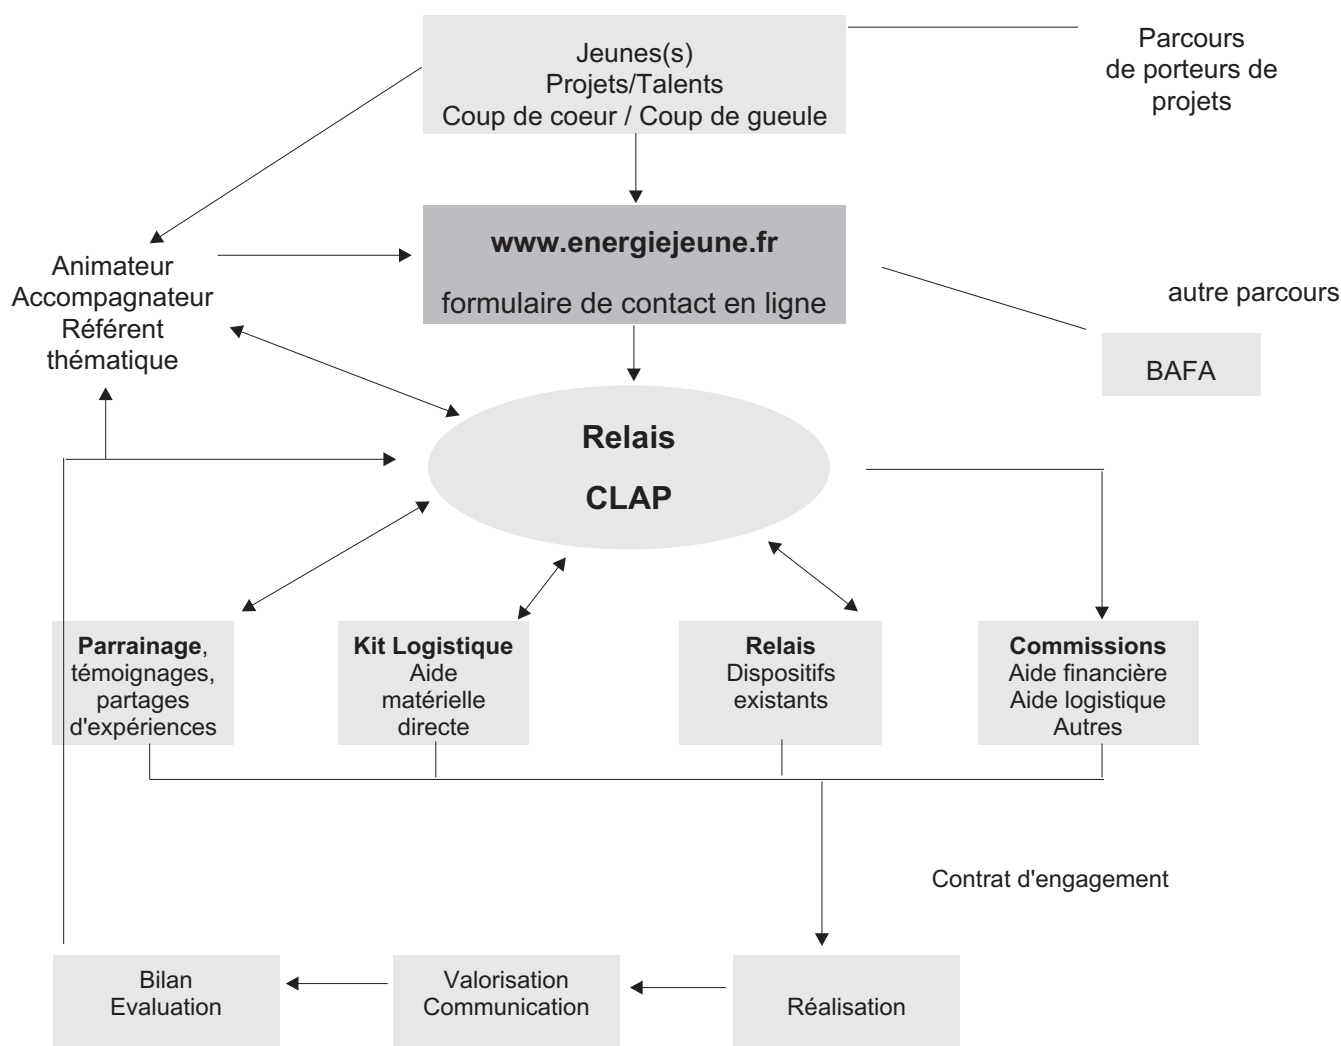 Jeunes(s)
Projets/Talents
Coup de coeur / Coup de gueule
Parcours
de porteurs de
projets
www.energiejeune.fr
formulaire de contact en ligne
Animateur
Accompagnateur
Référent
thématique
autre parcours
BAFA
Relais
CLAP
Parrainage,
témoignages,
partages
d'expériences
Kit Logistique
Aide
matérielle
directe
Relais
Dispositifs
existants
Commissions
Aide financière
Aide logistique
Autres
Contrat d'engagement
Bilan
Evaluation
Valorisation
Communication
Réalisation